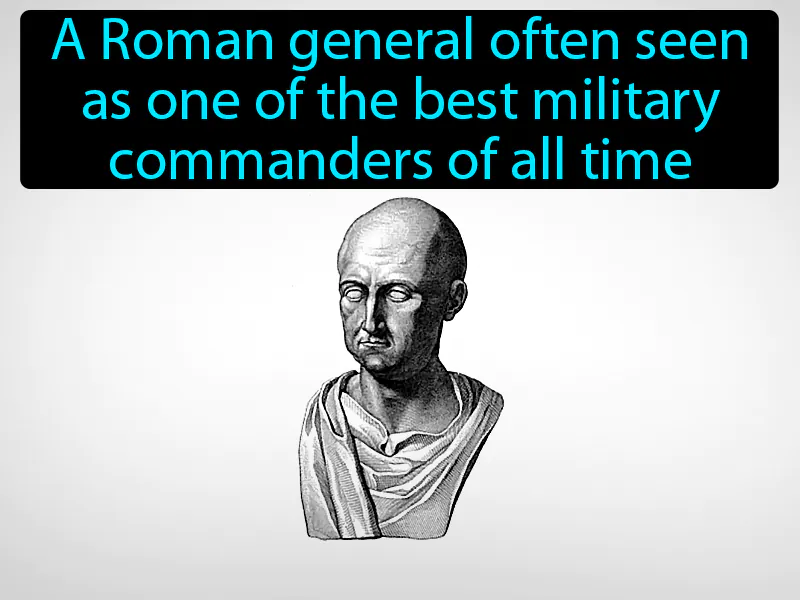 A Roman general often seen
as one of the best military
commanders of all time